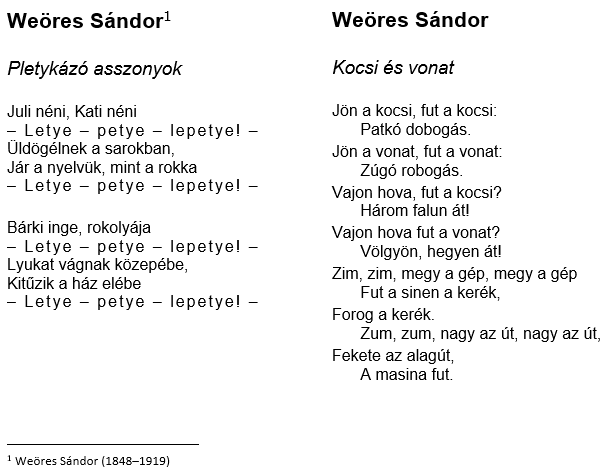 Weöres Sándor¹
Pletykázó asszonyok
Juli néni, Kati néni
– Letye – petye – lepetye! –
Üldögélnek a sarokban,
Jár a nyelvük, mint a rokka
– Letye – petye – lepetye! –
Bárki inge, rokolyája
– Letye – petye – lepetye! –
Lyukat vágnak közepébe,
Kitűzik a ház elébe
– Letye – petye – lepetye! –
¹ Weöres Sándor (1848–1919)
Weöres Sándor
Kocsi és vonat
Jön a kocsi, fut a kocsi:
Patkó dobogás.
Jön a vonat, fut a vonat:
Zúgó robogás.
Vajon hova, fut a kocsi?
Három falun át!
Vajon hova fut a vonat?
Völgyön, hegyen át!
Zim, zim, megy a gép, megy a gép
Fut a sinen a kerék,
Forog a kerék.
Zum, zum, nagy az út, nagy az út,
Fekete az alagút,
A masina fut.